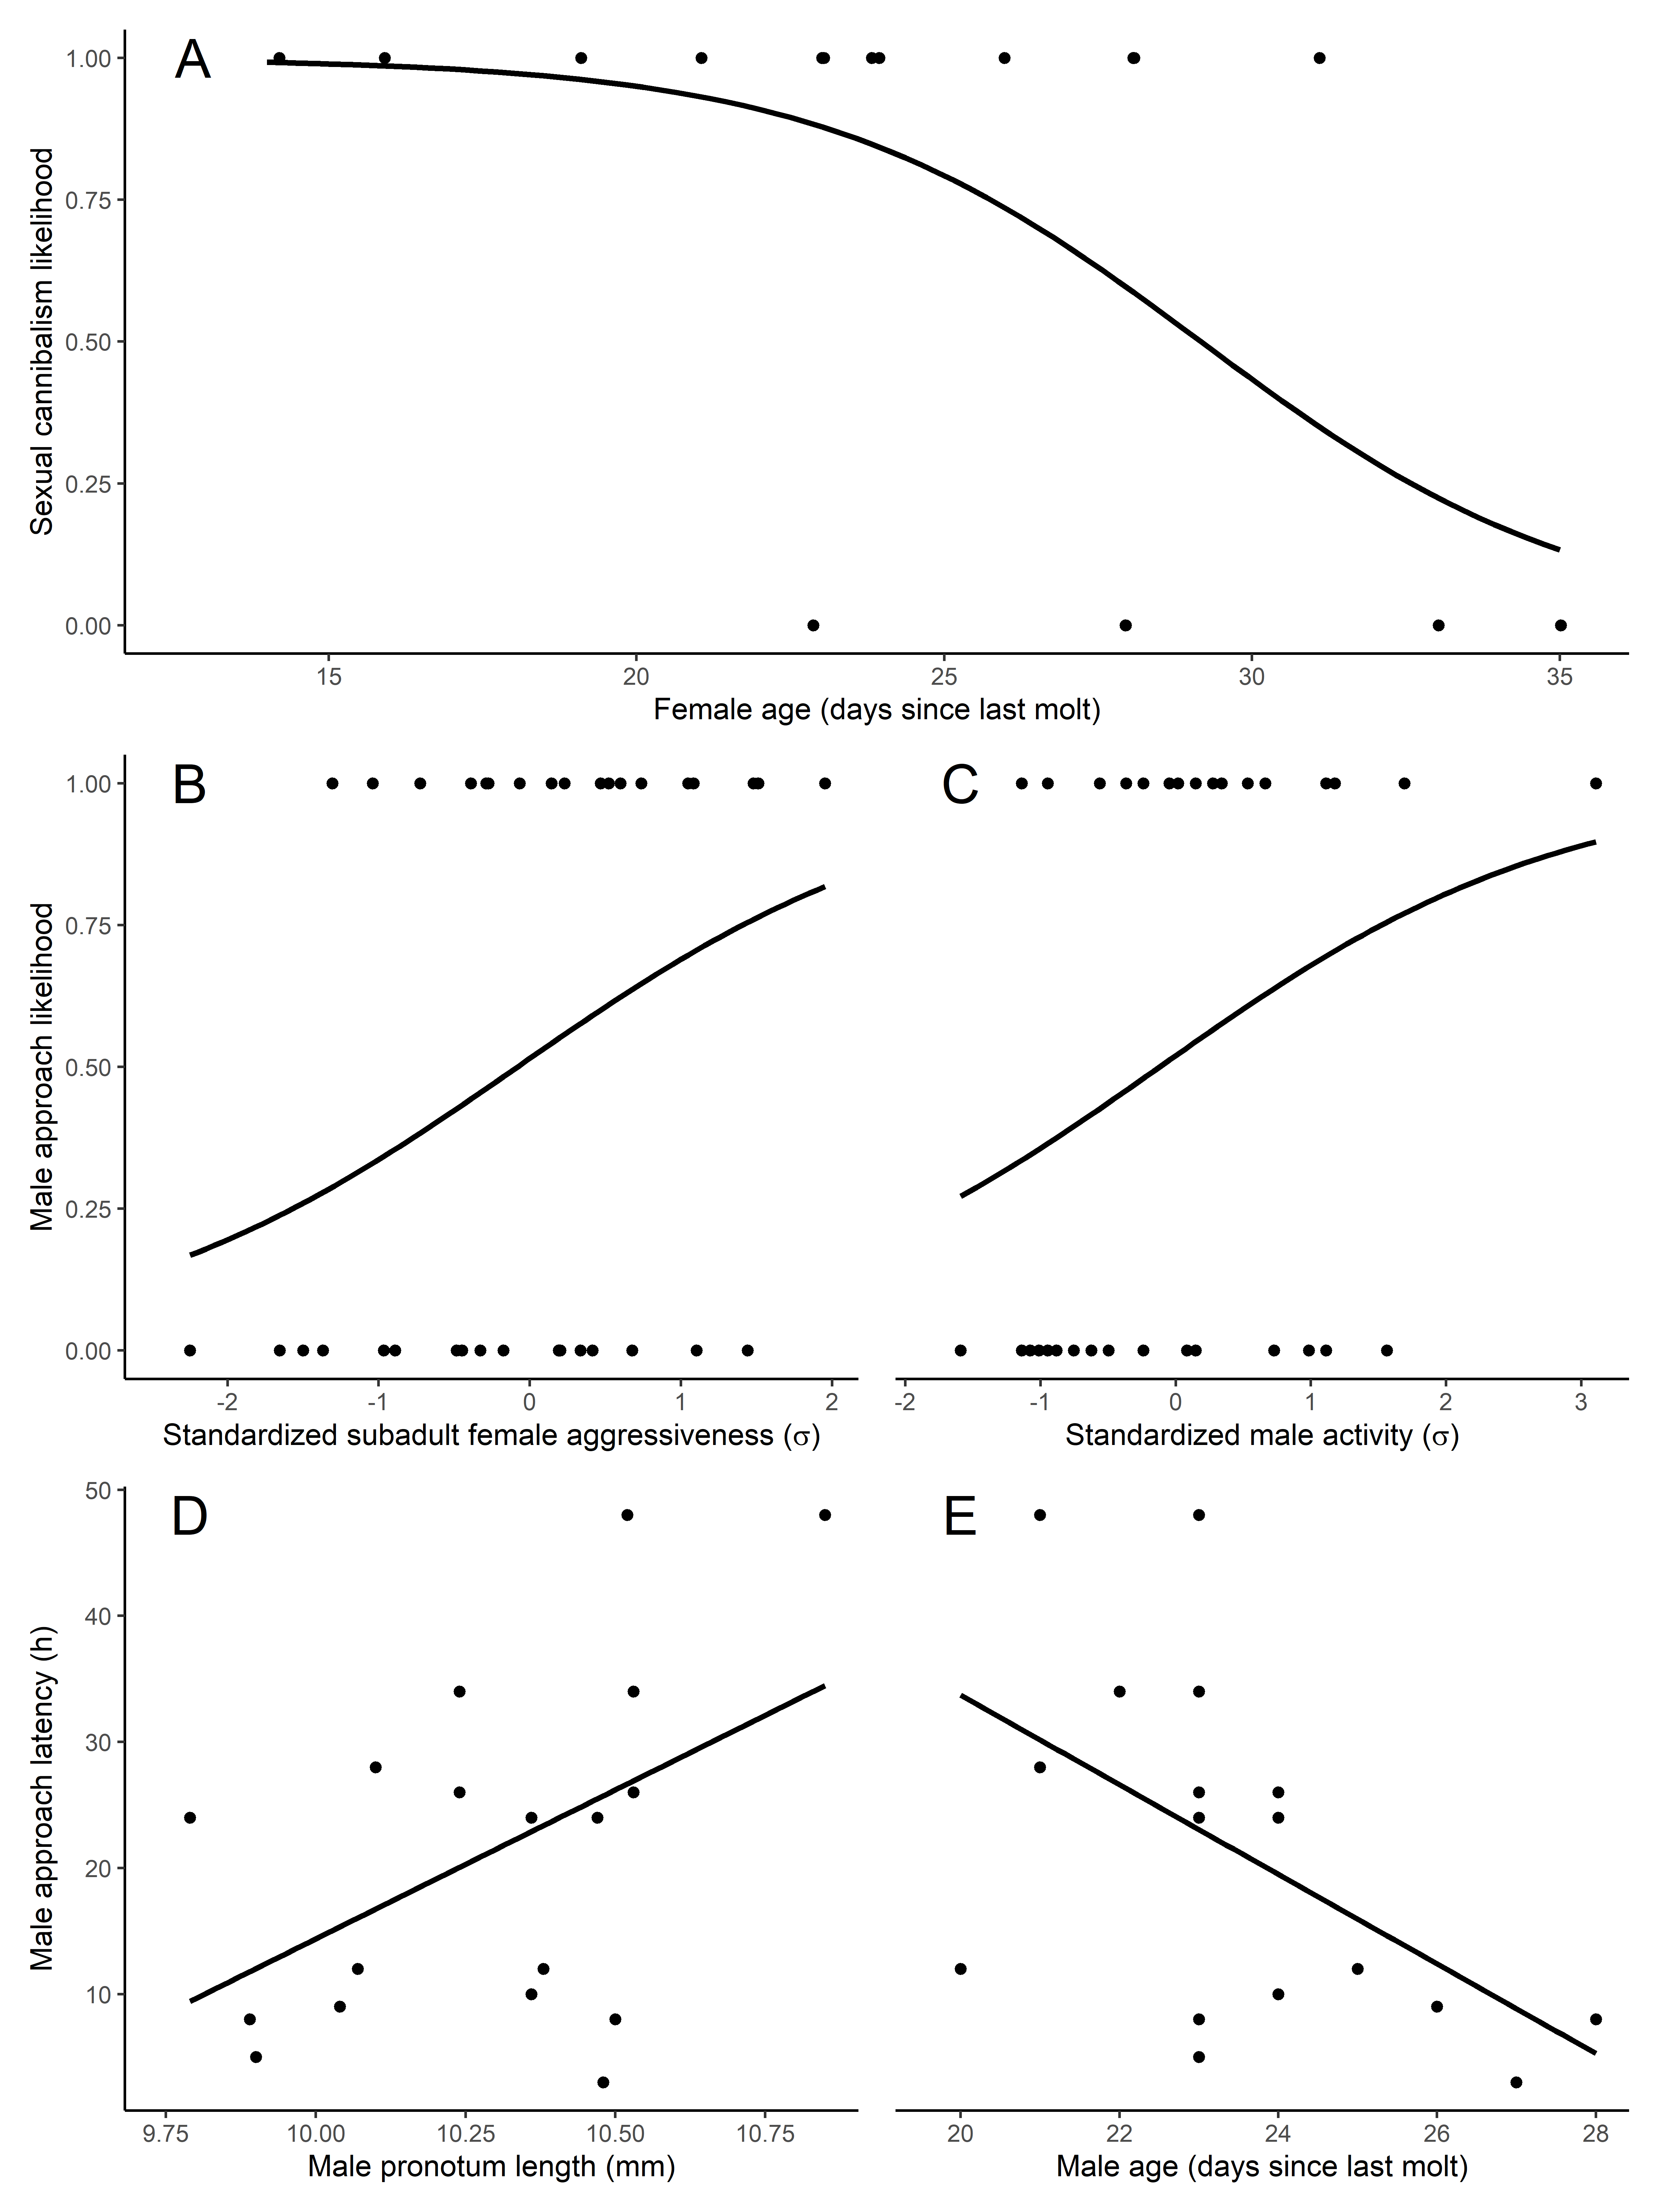 A
Sexual cannibalism likelihood
1.00
0.75
0.50
0.25
0.00
15 20 25 30 35
Female age (days since last molt)
B
C
Male approach likelihood
1.00
0.75
0.50
0.25
0.00
-2 -1 0 1 2
-2 -1 0 1 2 3
Standardized subadult female aggressiveness (σ)
Standardized male activity (σ)
D
E
Male approach latency (h)
50
40
30
20
10
9.75 10.00 10.25 10.50 10.75
20 22 24 26 28
Male pronotum length (mm)
Male age (days since last molt)